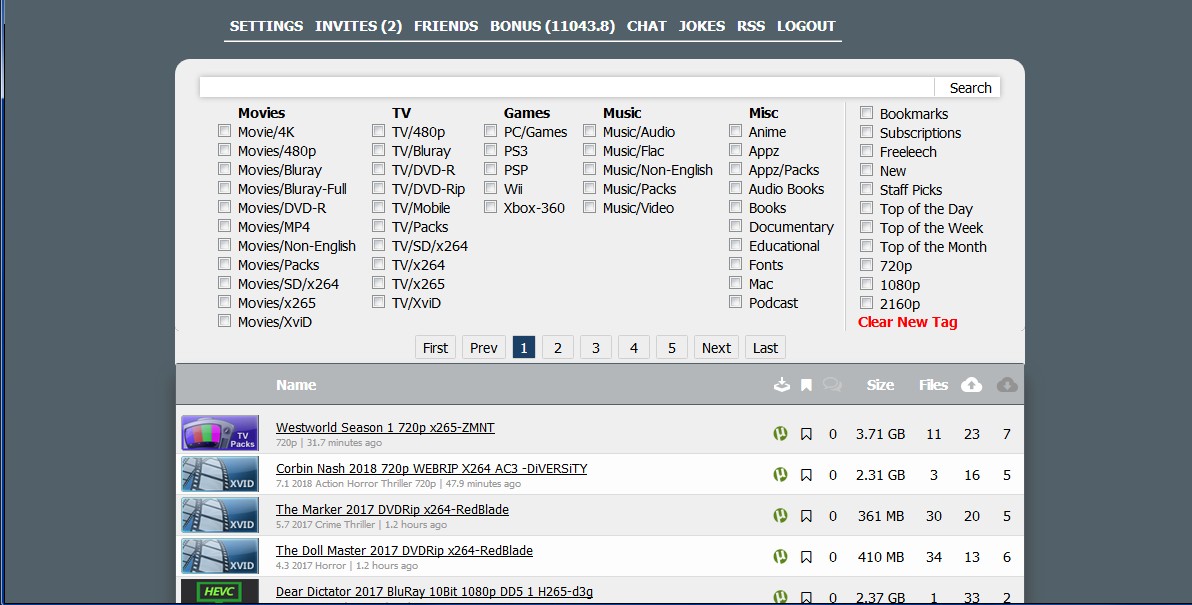 SETTINGS INVITES (2) FRIENDS BONUS (11043.8) CHAT JOKES RSS LOGOUT
Search
Movies TV Games Music Misc Bookmarks
Movie/4K TV/480p PC/Games Music/Audio Anime Subscriptions
Movies/480p TV/Bluray PS3 Music/Flac Appz Freeleech
Movies/Bluray TV/DVD-R PSP Music/Non-English Appz/Packs New
Movies/Bluray-Full TV/DVD-Rip Wii Music/Packs Audio Books Staff Picks
Movies/DVD-R TV/Mobile Xbox-360 Music/Video Books Top of the Day
Movies/MP4 TV/Packs Documentary Top of the Week
Movies/Non-English TV/SD/x264 Educational Top of the Month
Movies/Packs TV/x264 Fonts 720p
Movies/SD/x264 TV/x265 Mac 1080p
Movies/x265 TV/XviD Podcast 2160p
Movies/XviD Clear New Tag
First Prev 1 2 3 4 5 Next Last
Name Size Files
TV Packs Westworld Season 1 720p x265-ZMNT 0 3.71 GB 11 23 7
720p | 31.7 minutes ago
XVID Corbin Nash 2018 720p WEBRIP X264 AC3 -DiVERSiTY 0 2.31 GB 3 16 5
7.1 2018 Action Horror Thriller 720p | 47.9 minutes ago
XVID The Marker 2017 DVDRip x264-RedBlade 0 361 MB 30 20 5
5.7 2017 Crime Thriller | 1.2 hours ago
XVID The Doll Master 2017 DVDRip x264-RedBlade 0 410 MB 34 13 6
4.3 2017 Horror | 1.2 hours ago
HEVC Dear Dictator 2017 BluRay 10Bit 1080p DD5 1 H265-d3g 0 2.37 GB 1 33 2